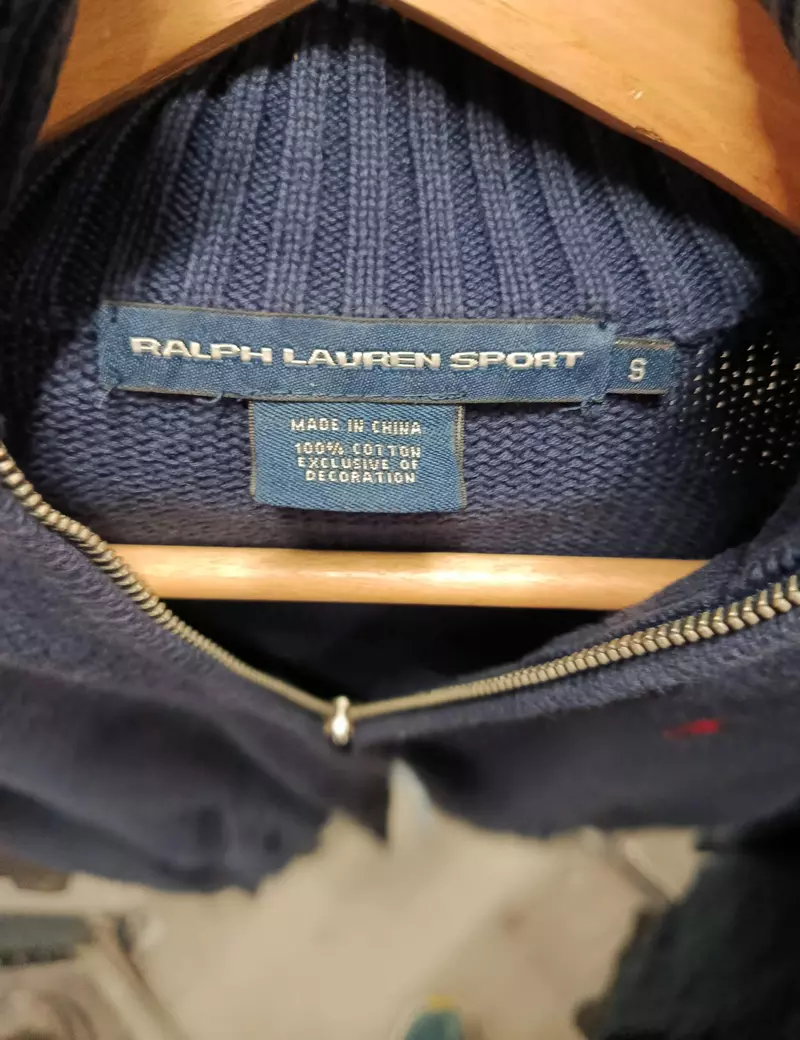 RALPH LAUREN SPORT
S
MADE IN CHINA
100% COTTON
EXCLUSIVE OF
DECORATION